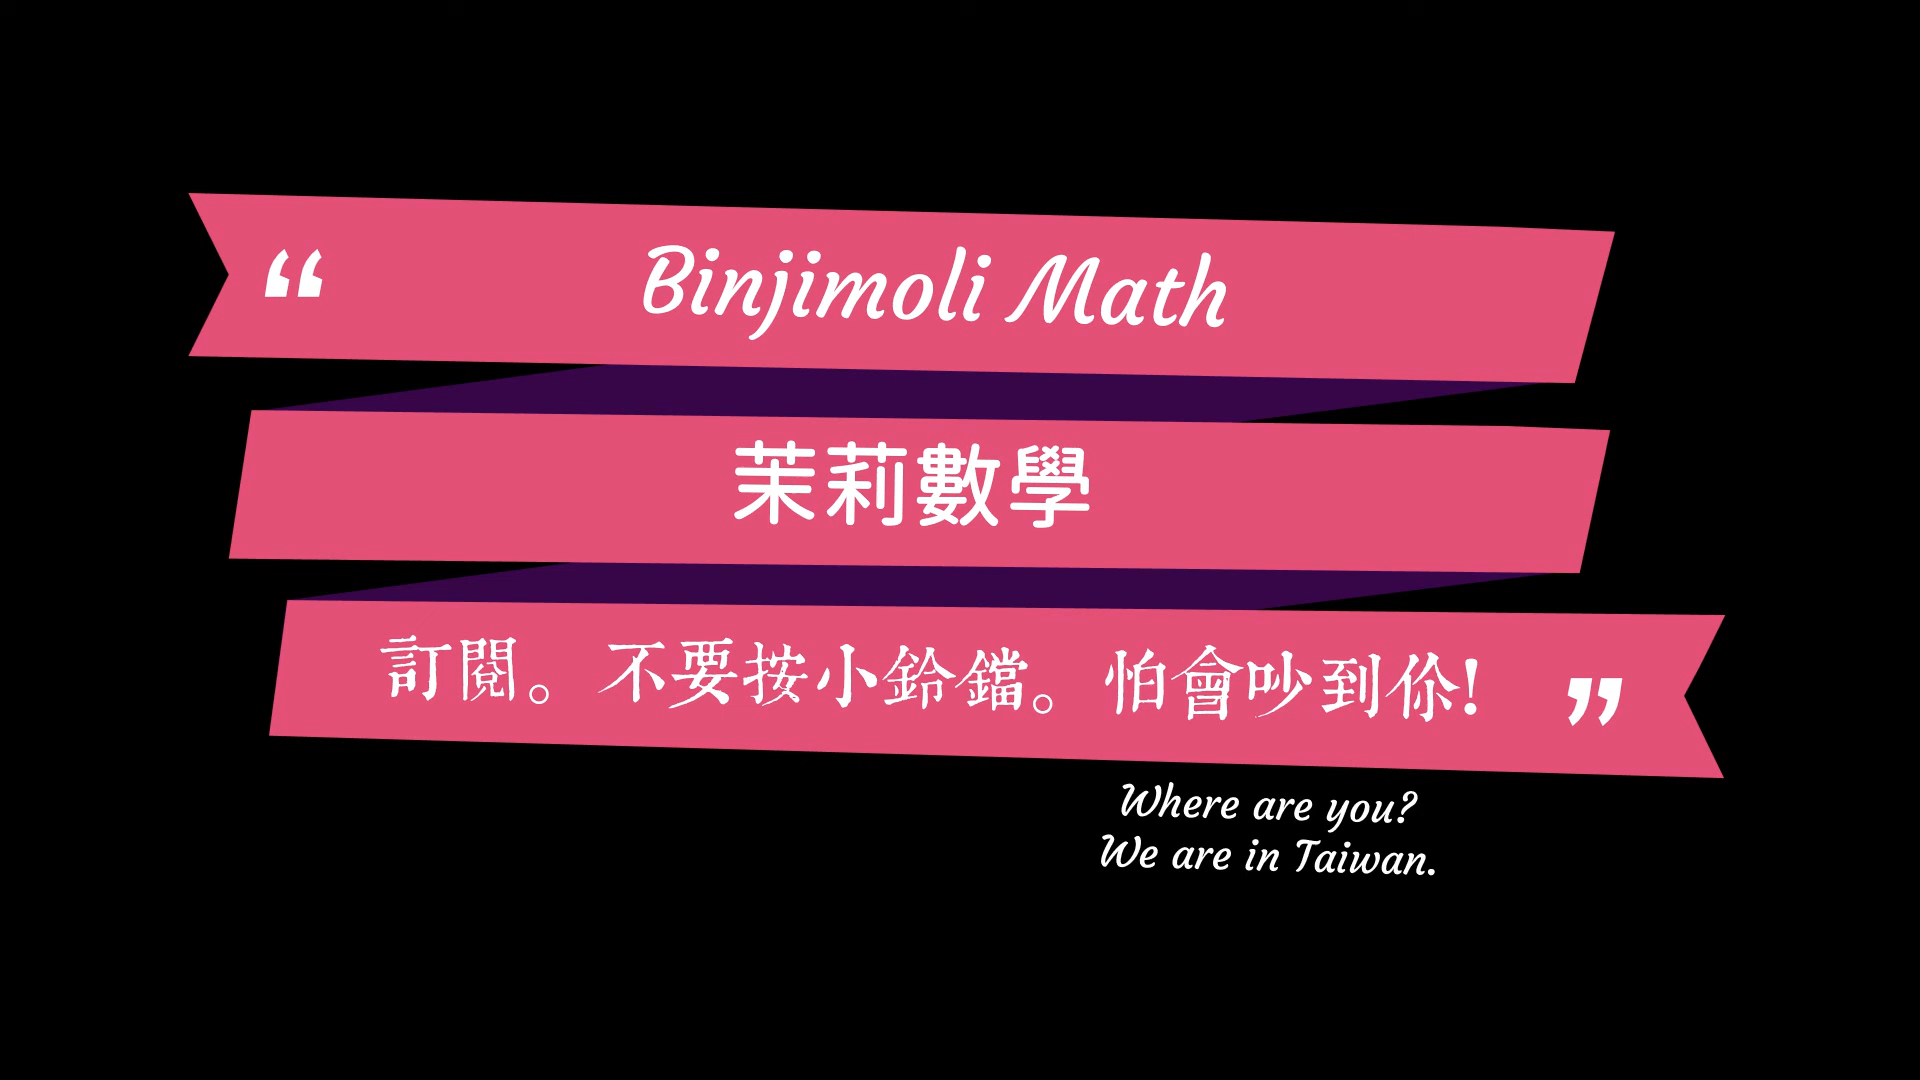 “ Binjimoli Math
茉莉數學
訂閱。不要按小鈴鐺。怕會吵到你! ”
Where are you?
We are in Taiwan.